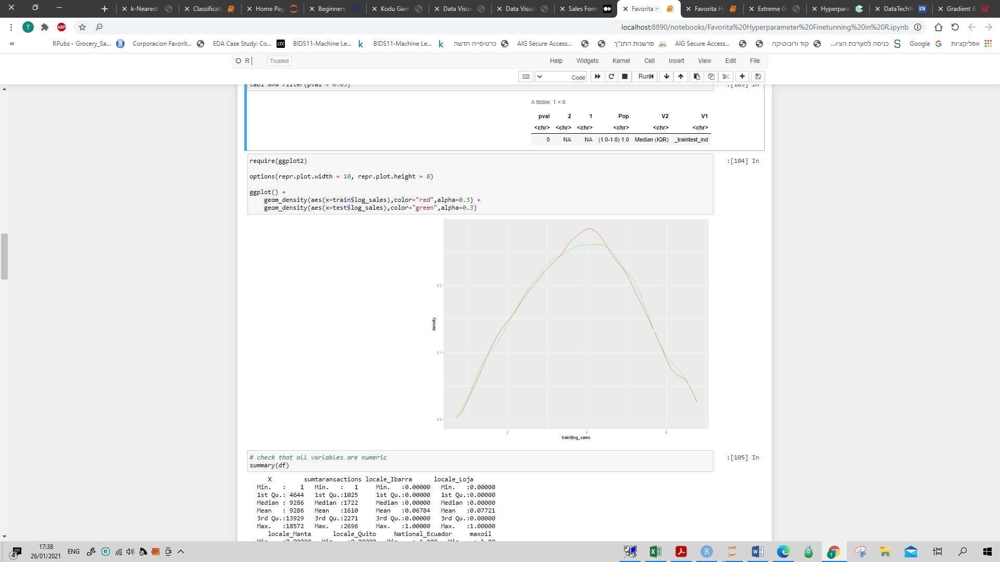 k-Nearest
Classificati
Home Pag
Beginners
Kodu Gam
Data Visua
Data Visua
Sales Fore
Favorita H
Favorita H
Extreme G
Hyperpara
DataTechN
Gradient B
localhost:8890/notebooks/Favorita%20Hyperparameter%20Finetunning%20in%20R.ipynb
RPubs - Grocery_Sa...
Corporacion Favorit...
EDA Case Study: Co...
BIDS11-Machine Le...
BIDS11-Machine Le...
כרטיסייה חדשה
AIG Secure Access...
פרשנות התנ"ך
AIG Secure Access...
קוד ורובוטיקה
כניסה למערכת הציו...
Google
אפליקציות
R
Trusted
Help Widgets Kernel Cell Insert View Edit File
Code
Run
tabl %>% filter(pval < 0.05)
:[103] In
A tibble: 1 × 6
pval 2 1 Pop V2 V1
<chr> <chr> <chr> <chr> <chr> <chr>
0 NA NA (1.0-1.0) 1.0 Median (IQR) _traintest_ind
require(ggplot2)
:[104] In
options(repr.plot.width = 10, repr.plot.height = 8)
ggplot() +
geom_density(aes(x=train$log_sales),color="red",alpha=0.3) +
geom_density(aes(x=test$log_sales),color="green",alpha=0.3)
0.2
0.1
0.0
density
2 4 6
train$log_sales
# check that all variables are numeric
:[105] In
summary(df)
X sumtaransactions locale_Ibarra locale_Loja
Min. : 1 Min. : 1 Min. :0.00000 Min. :0.00000
1st Qu.: 4644 1st Qu.:1025 1st Qu.:0.00000 1st Qu.:0.00000
Median : 9286 Median :1722 Median :0.00000 Median :0.00000
Mean : 9286 Mean :1610 Mean :0.06784 Mean :0.07721
3rd Qu.:13929 3rd Qu.:2271 3rd Qu.:0.00000 3rd Qu.:0.00000
Max. :18572 Max. :2696 Max. :1.00000 Max. :1.00000
locale_Manta locale_Quito National_Ecuador maxoil
17:38
26/01/2021
ENG